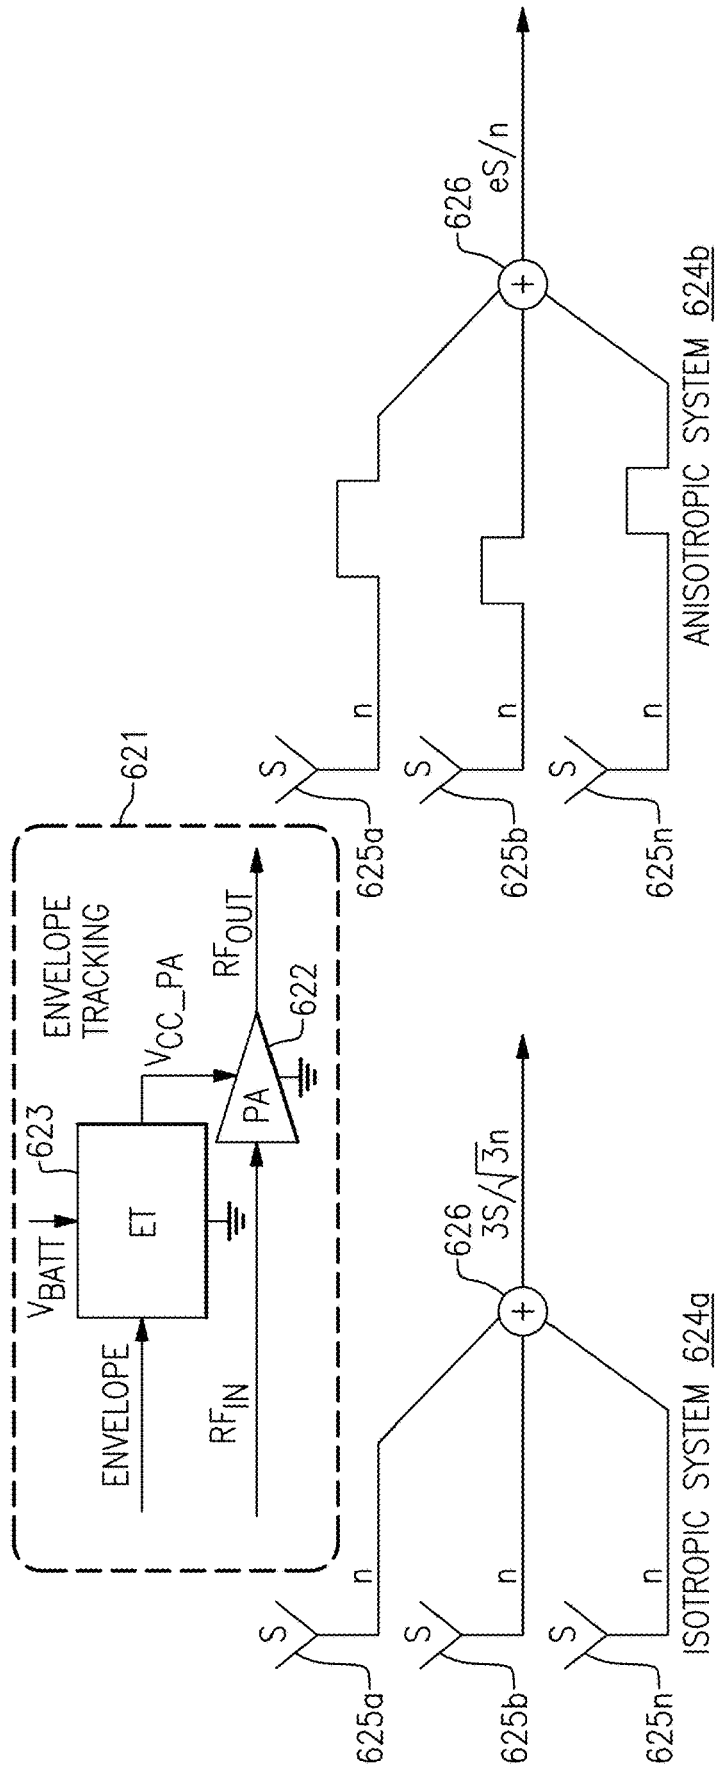 ENVELOPE
TRACKING
621
V_BATT
623
ENVELOPE
ET
V_CC_PA
RF_IN
PA
RF_OUT
622
S
n
625a
S
n
625b
S
n
625n
626
3S/√3n
ISOTROPIC SYSTEM 624a
S
n
625a
S
n
625b
S
n
625n
626
eS/n
ANISOTROPIC SYSTEM 624b